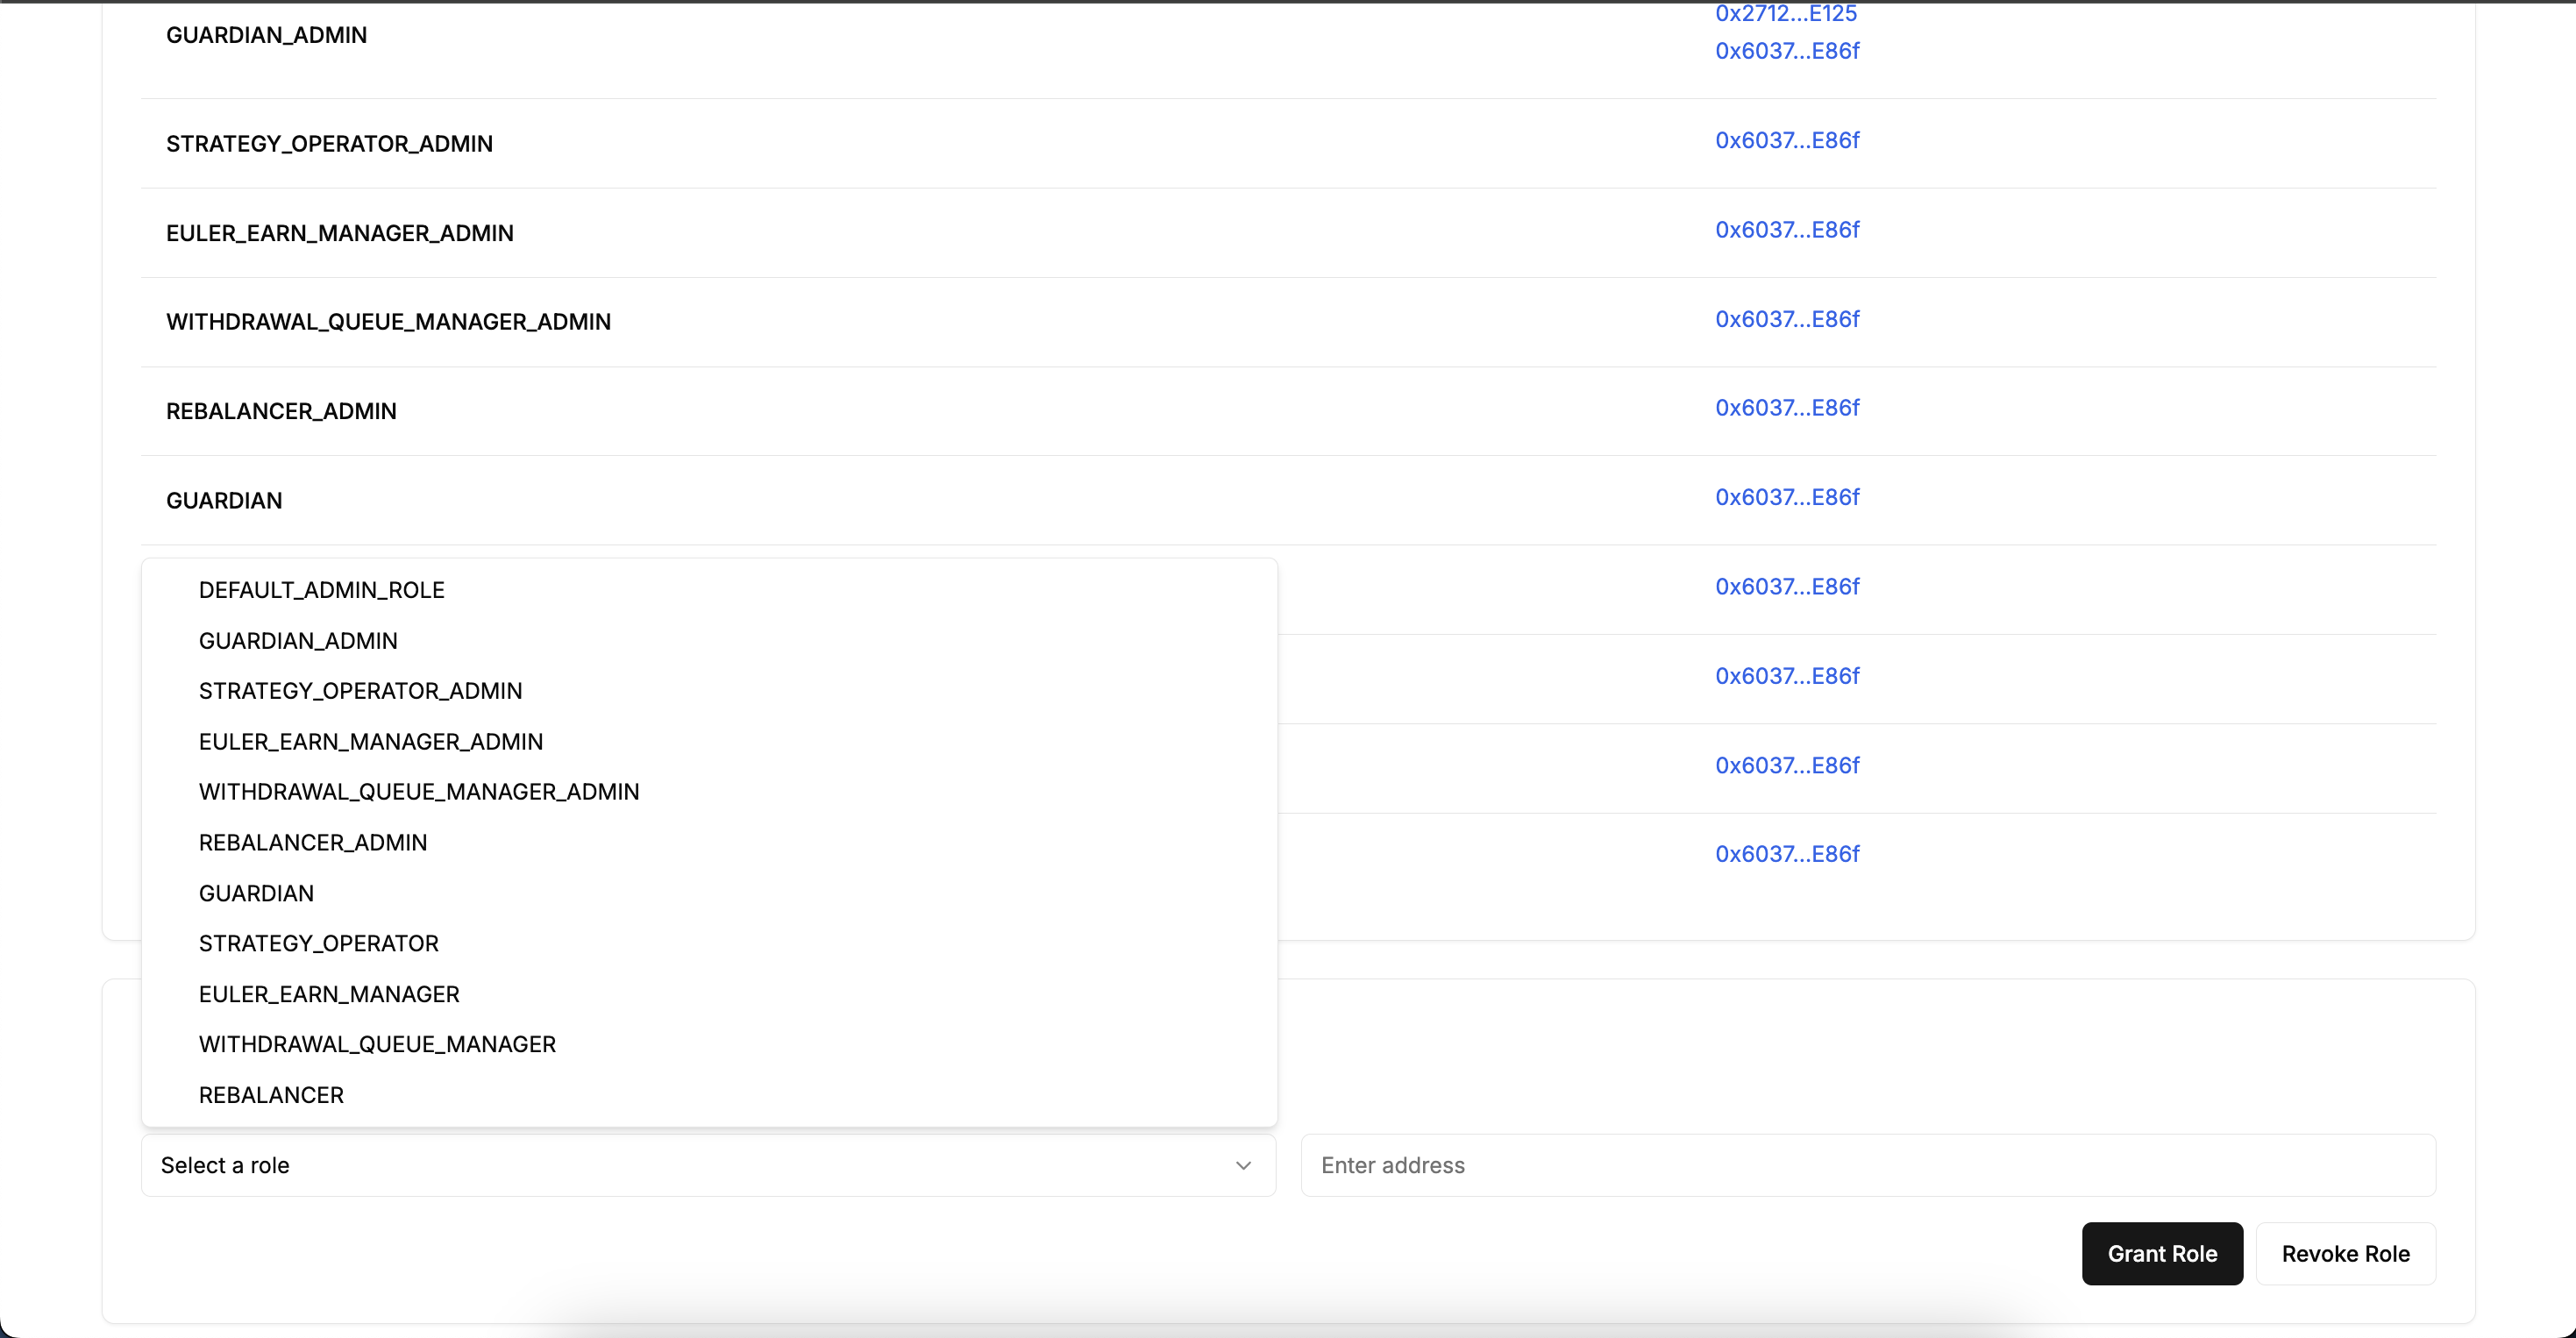 0x2712...E125
GUARDIAN_ADMIN
0x6037...E86f
STRATEGY_OPERATOR_ADMIN 0x6037...E86f
EULER_EARN_MANAGER_ADMIN 0x6037...E86f
WITHDRAWAL_QUEUE_MANAGER_ADMIN 0x6037...E86f
REBALANCER_ADMIN 0x6037...E86f
GUARDIAN 0x6037...E86f
0x6037...E86f
0x6037...E86f
0x6037...E86f
0x6037...E86f
DEFAULT_ADMIN_ROLE
GUARDIAN_ADMIN
STRATEGY_OPERATOR_ADMIN
EULER_EARN_MANAGER_ADMIN
WITHDRAWAL_QUEUE_MANAGER_ADMIN
REBALANCER_ADMIN
GUARDIAN
STRATEGY_OPERATOR
EULER_EARN_MANAGER
WITHDRAWAL_QUEUE_MANAGER
REBALANCER
Select a role
Enter address
Grant Role
Revoke Role